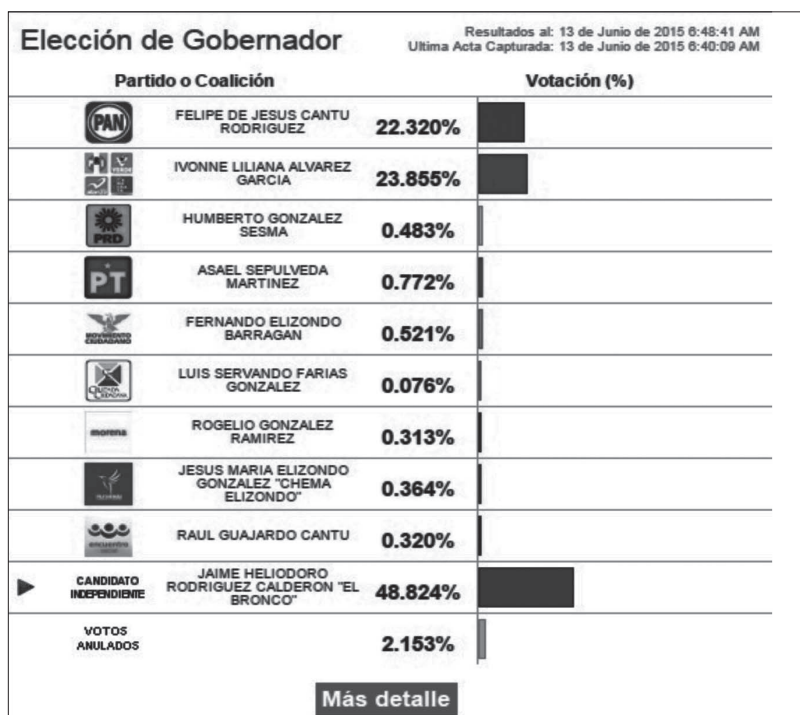 Elección de Gobernador
Resultados al: 13 de Junio de 2015 6:48:41 AM
Ultima Acta Capturada: 13 de Junio de 2015 6:40:09 AM
Partido o Coalición
Votación (%)
PAN
FELIPE DE JESUS CANTU
RODRIGUEZ
22.320%
VERDE
IVONNE LILIANA ALVAREZ
GARCIA
23.855%
PRD
HUMBERTO GONZALEZ
SESMA
0.483%
PT
ASAEL SEPULVEDA
MARTINEZ
0.772%
MOVIMIENTO
CIUDADANO
FERNANDO ELIZONDO
BARRAGAN
0.521%
LUIS SERVANDO FARIAS
GONZALEZ
0.076%
morena
ROGELIO GONZALEZ
RAMIREZ
0.313%
JESUS MARIA ELIZONDO
GONZALEZ "CHEMA
ELIZONDO"
0.364%
encuentro
RAUL GUAJARDO CANTU
0.320%
CANDIDATO
INDEPENDIENTE
JAIME HELIODORO
RODRIGUEZ CALDERON "EL
BRONCO"
48.824%
VOTOS
ANULADOS
2.153%
Más detalle